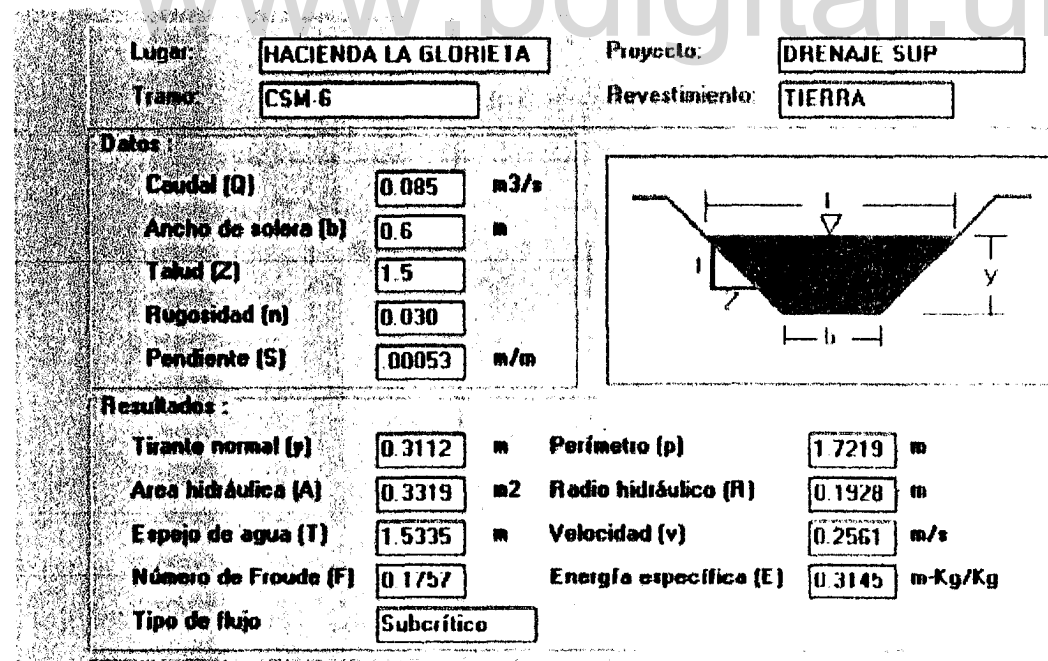 www.bdigital.u
Lugar: HACIENDA LA GLORIETA Proyecto: DRENAJE SUP
Tramo: CSM-6 Revestimiento: TIERRA
Datos :
Caudal (Q) 0.085 m3/s
Ancho de solera (b) 0.6 m
Talud (Z) 1.5
Rugosidad (n) 0.030
Pendiente (S) .00053 m/m
T
1
Z
y
b
Resultados :
Tirante normal (y) 0.3112 m Perímetro (p) 1.7219 m
Area hidráulica (A) 0.3319 m2 Radio hidráulico (R) 0.1928 m
Espejo de agua (T) 1.5335 m Velocidad (v) 0.2561 m/s
Número de Froude (F) 0.1757 Energía específica (E) 0.3145 m-Kg/Kg
Tipo de flujo Subcrítico